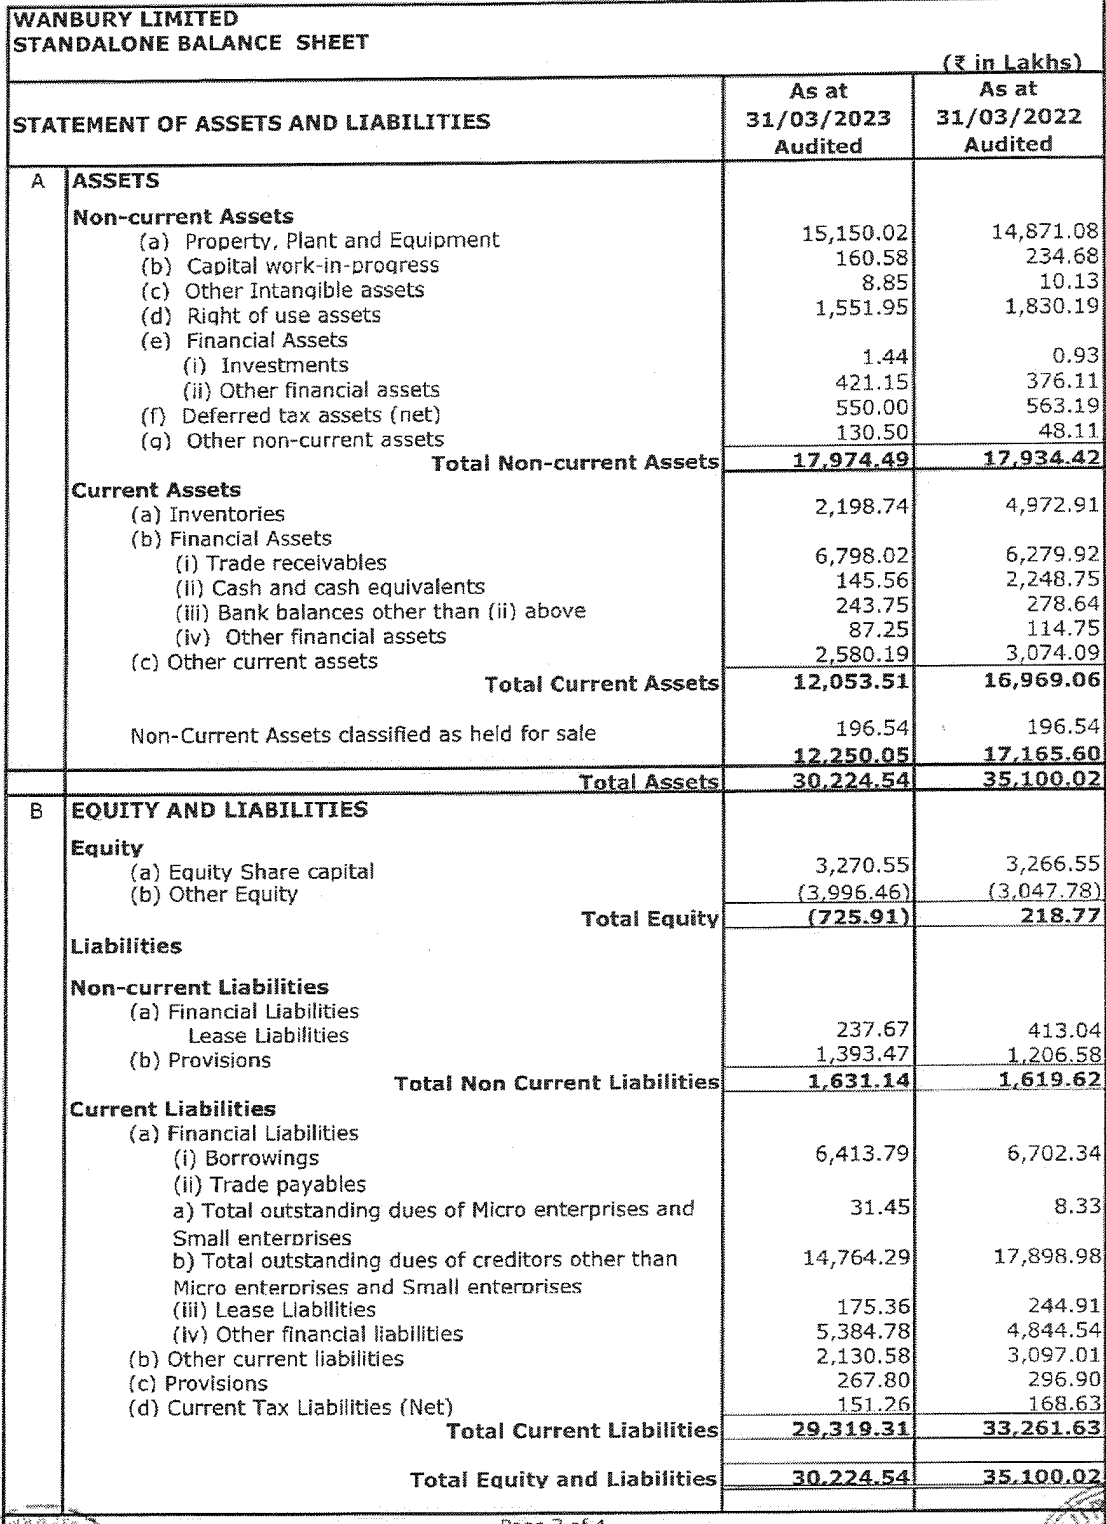 WANBURY LIMITED
STANDALONE BALANCE SHEET
(₹ in Lakhs)
STATEMENT OF ASSETS AND LIABILITIES As at 31/03/2023 Audited As at 31/03/2022 Audited
A ASSETS
Non-current Assets
(a) Property, Plant and Equipment 15,150.02 14,871.08
(b) Capital work-in-progress 160.58 234.68
(c) Other Intangible assets 8.85 10.13
(d) Right of use assets 1,551.95 1,830.19
(e) Financial Assets
(i) Investments 1.44 0.93
(ii) Other financial assets 421.15 376.11
(f) Deferred tax assets (net) 550.00 563.19
(g) Other non-current assets 130.50 48.11
Total Non-current Assets 17,974.49 17,934.42
Current Assets
(a) Inventories 2,198.74 4,972.91
(b) Financial Assets
(i) Trade receivables 6,798.02 6,279.92
(ii) Cash and cash equivalents 145.56 2,248.75
(iii) Bank balances other than (ii) above 243.75 278.64
(iv) Other financial assets 87.25 114.75
(c) Other current assets 2,580.19 3,074.09
Total Current Assets 12,053.51 16,969.06
Non-Current Assets classified as held for sale 196.54 196.54
12,250.05 17,165.60
Total Assets 30,224.54 35,100.02
B EQUITY AND LIABILITIES
Equity
(a) Equity Share capital 3,270.55 3,266.55
(b) Other Equity (3,996.46) (3,047.78)
Total Equity (725.91) 218.77
Liabilities
Non-current Liabilities
(a) Financial Liabilities
Lease Liabilities 237.67 413.04
(b) Provisions 1,393.47 1,206.58
Total Non Current Liabilities 1,631.14 1,619.62
Current Liabilities
(a) Financial Liabilities
(i) Borrowings 6,413.79 6,702.34
(ii) Trade payables
a) Total outstanding dues of Micro enterprises and 31.45 8.33
Small enterprises
b) Total outstanding dues of creditors other than 14,764.29 17,898.98
Micro enterprises and Small enterprises
(iii) Lease Liabilities 175.36 244.91
(iv) Other financial liabilities 5,384.78 4,844.54
(b) Other current liabilities 2,130.58 3,097.01
(c) Provisions 267.80 296.90
(d) Current Tax Liabilities (Net) 151.26 168.63
Total Current Liabilities 29,319.31 33,261.63
Total Equity and Liabilities 30,224.54 35,100.02